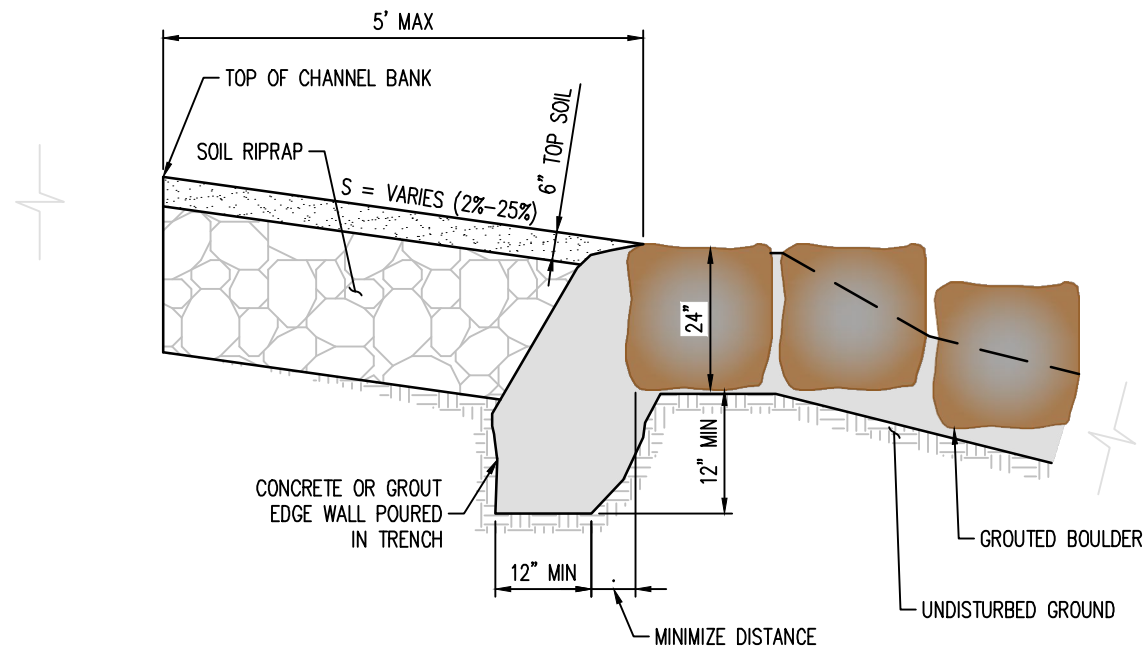 5' MAX
TOP OF CHANNEL BANK
6" TOP SOIL
SOIL RIPRAP
S = VARIES (2%-25%)
24"
12" MIN
CONCRETE OR GROUT
EDGE WALL POURED
IN TRENCH
GROUTED BOULDER
12" MIN
UNDISTURBED GROUND
MINIMIZE DISTANCE